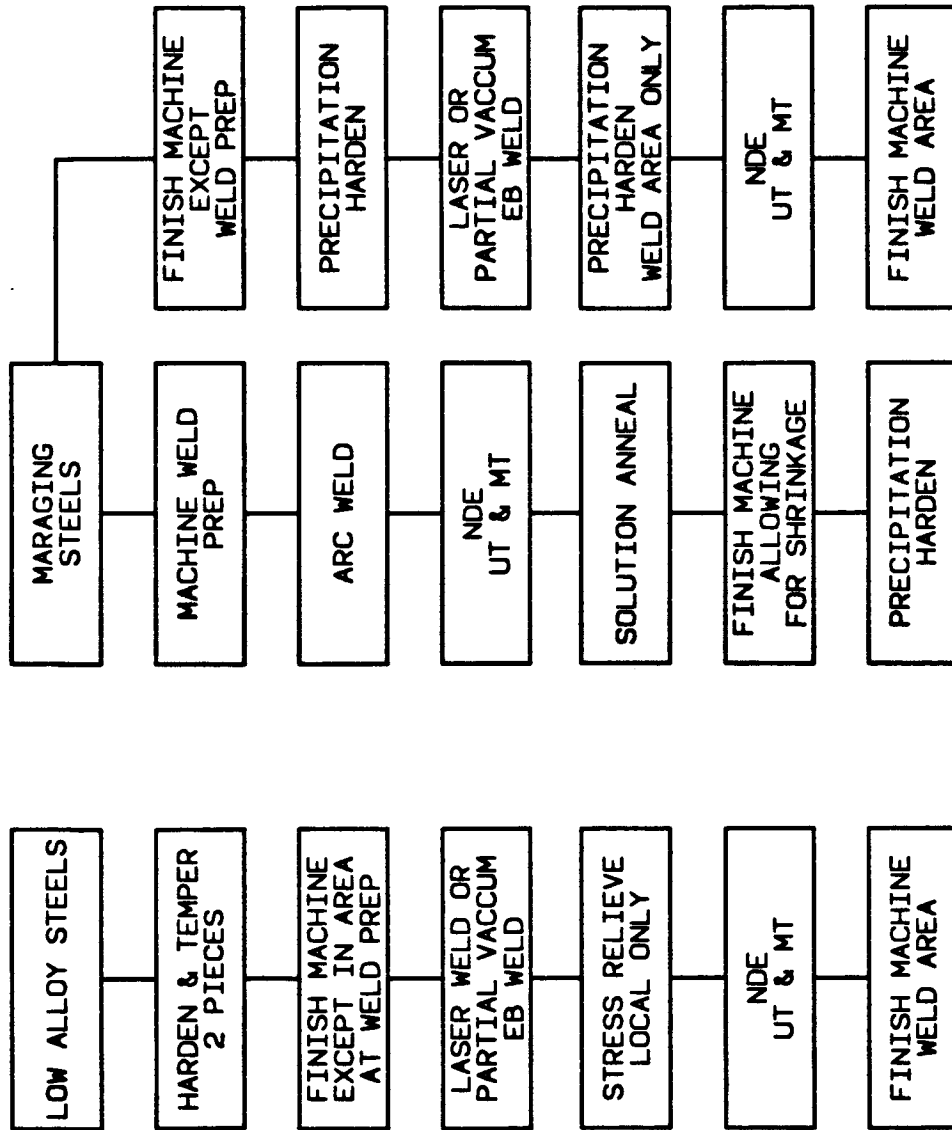 LOW ALLOY STEELS
HARDEN & TEMPER
2 PIECES
FINISH MACHINE
EXCEPT IN AREA
AT WELD PREP
LASER WELD OR
PARTIAL VACCUM
EB WELD
STRESS RELIEVE
LOCAL ONLY
NDE
UT & MT
FINISH MACHINE
WELD AREA
MARAGING
STEELS
MACHINE WELD
PREP
ARC WELD
NDE
UT & MT
SOLUTION ANNEAL
FINISH MACHINE
ALLOWING
FOR SHRINKAGE
PRECIPITATION
HARDEN
FINISH MACHINE
EXCEPT
WELD PREP
PRECIPITATION
HARDEN
LASER OR
PARTIAL VACCUM
EB WELD
PRECIPITATION
HARDEN
WELD AREA ONLY
NDE
UT & MT
FINISH MACHINE
WELD AREA